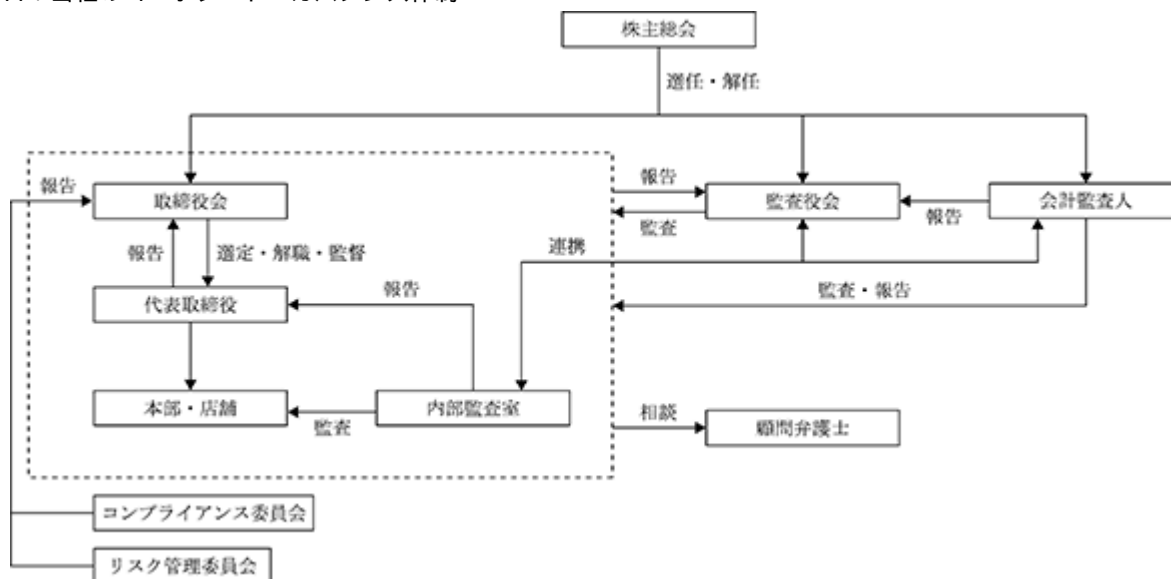 株主総会
選任・解任
報告
取締役会
報告
監査役会
報告
会計監査人
監査
報告
選定・解職・監督
連携
代表取締役
報告
監査・報告
本部・店舗
監査
内部監査室
相談
顧問弁護士
コンプライアンス委員会
リスク管理委員会